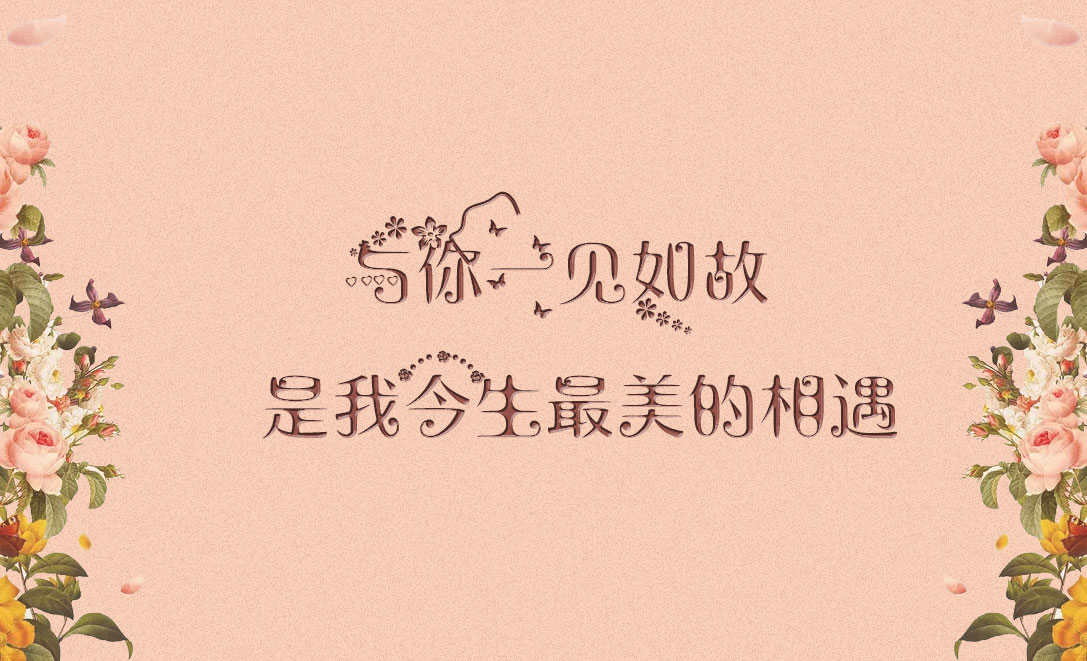 与你一见如故
是我今生最美的相遇